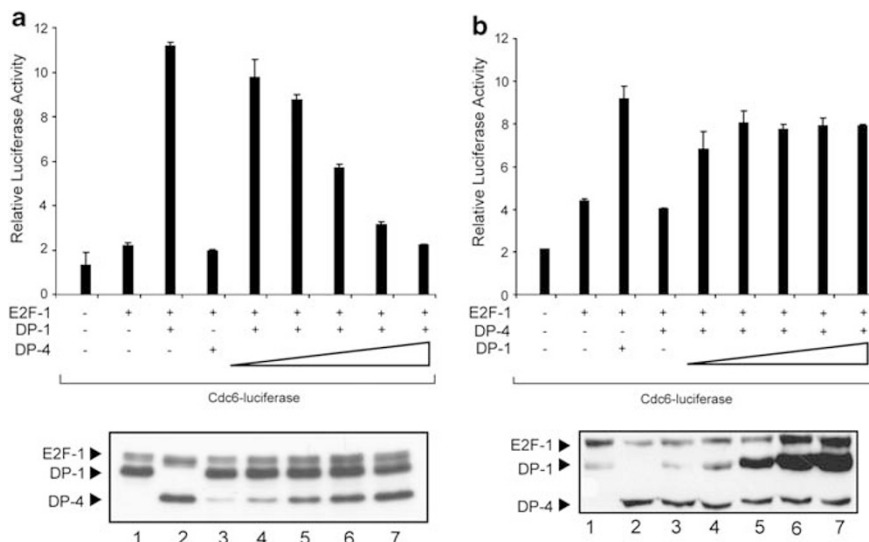 a
b
Relative Luciferase Activity
12
10
8
6
4
2
0
E2F-1 - + + + + + + + +
DP-1 - - + - + + + + +
DP-4 - - - +
Cdc6-luciferase
E2F-1
DP-1
DP-4
1 2 3 4 5 6 7
Relative Luciferase Activity
12
10
8
6
4
2
0
E2F-1 - + + + + + + + +
DP-4 - - - + + + + + +
DP-1 - - + -
Cdc6-luciferase
E2F-1
DP-1
DP-4
1 2 3 4 5 6 7